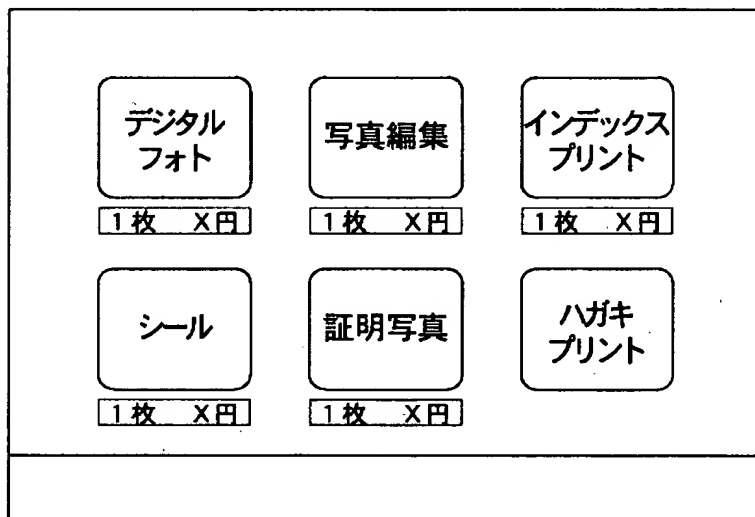 デジタル
フォト
写真編集
インデックス
プリント
1枚 X円
1枚 X円
1枚 X円
シール
証明写真
ハガキ
プリント
1枚 X円
1枚 X円